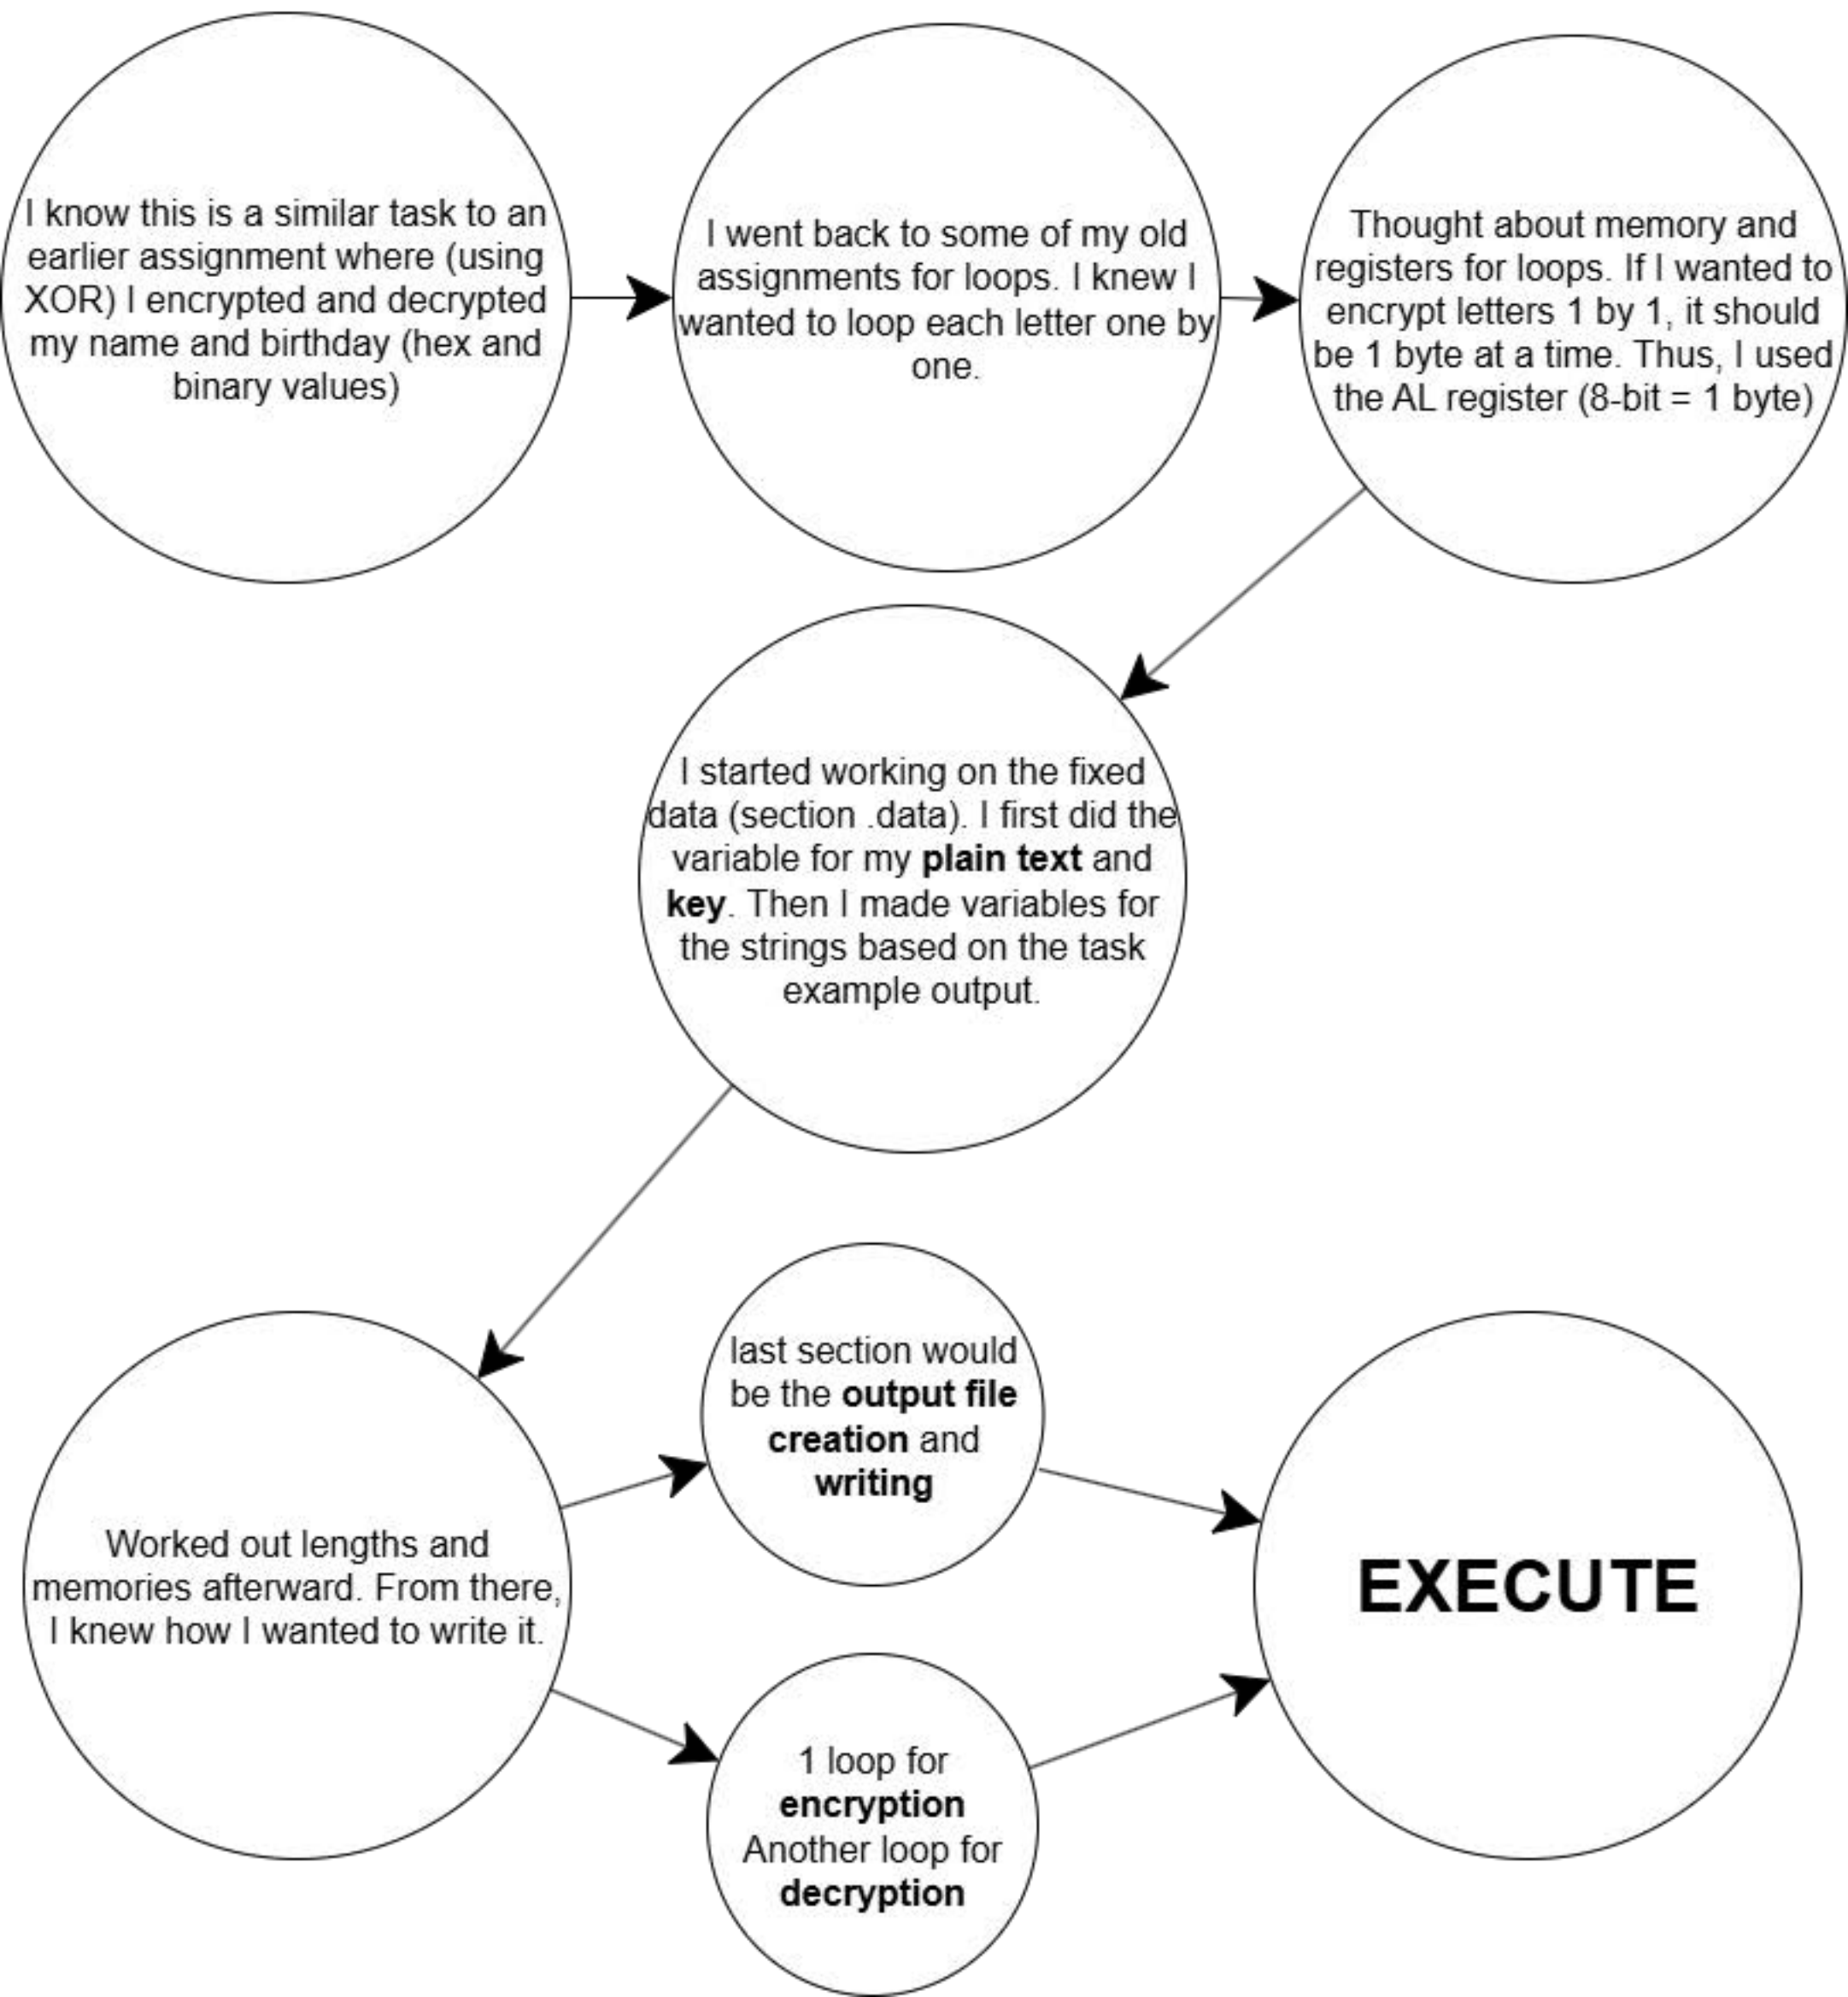 I know this is a similar task to an
earlier assignment where (using
XOR) I encrypted and decrypted
my name and birthday (hex and
binary values)
I went back to some of my old
assignments for loops. I knew I
wanted to loop each letter one by
one.
Thought about memory and
registers for loops. If I wanted to
encrypt letters 1 by 1, it should
be 1 byte at a time. Thus, I used
the AL register (8-bit = 1 byte)
I started working on the fixed
data (section .data). I first did the
variable for my plain text and
key. Then I made variables for
the strings based on the task
example output.
Worked out lengths and
memories afterward. From there,
I knew how I wanted to write it.
last section would
be the output file
creation and
writing
1 loop for
encryption
Another loop for
decryption
EXECUTE